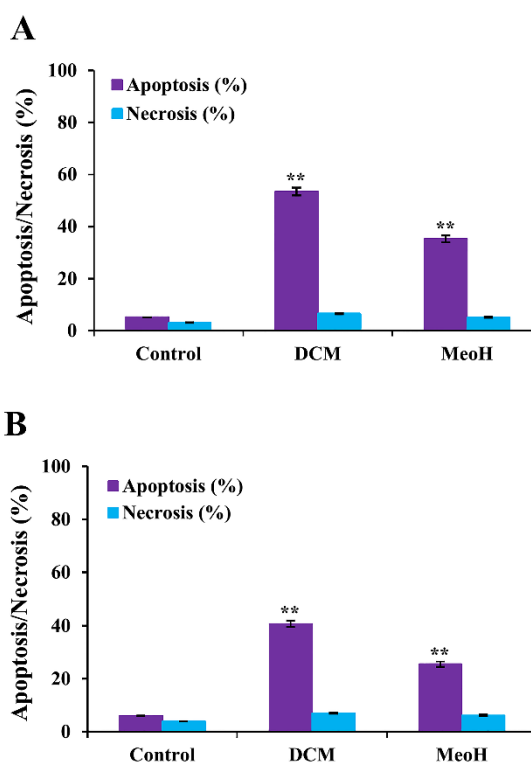 A
Apoptosis/Necrosis (%)
100
80
60
40
20
0
Apoptosis (%)
Necrosis (%)
**
**
Control DCM MeoH
B
Apoptosis/Necrosis (%)
100
80
60
40
20
0
Apoptosis (%)
Necrosis (%)
**
**
Control DCM MeoH